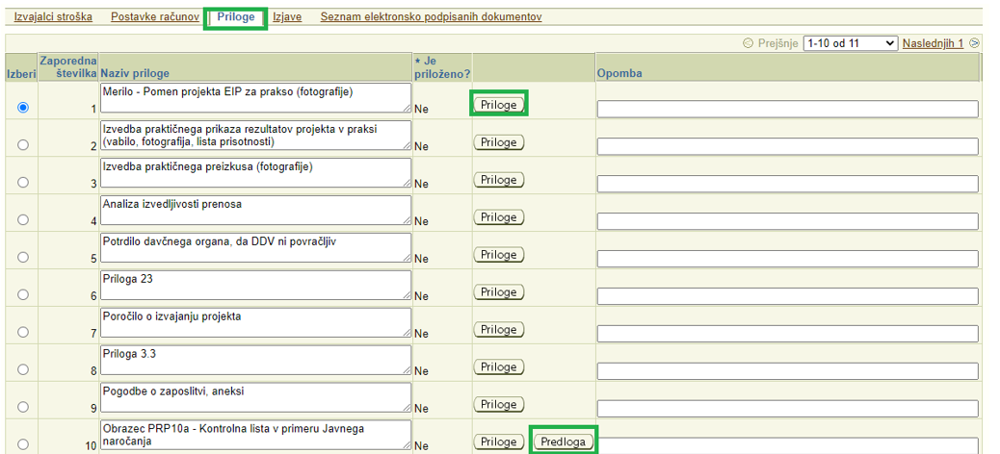 Izvajalci stroška Postavke računov Priloge Izjave Seznam elektronsko podpisanih dokumentov
Prejšnje 1-10 od 11 Naslednjih 1
Izberi Zaporedna številka Naziv priloge * Je priloženo? Opomba
1 Merilo - Pomen projekta EIP za prakso (fotografije) Ne Priloge
2 Izvedba praktičnega prikaza rezultatov projekta v praksi
(vabilo, fotografija, lista prisotnosti) Ne Priloge
3 Izvedba praktičnega preizkusa (fotografije) Ne Priloge
4 Analiza izvedljivosti prenosa Ne Priloge
5 Potrdilo davčnega organa, da DDV ni povračljiv Ne Priloge
6 Priloga 23 Ne Priloge
7 Poročilo o izvajanju projekta Ne Priloge
8 Priloga 3.3 Ne Priloge
9 Pogodbe o zaposlitvi, aneksi Ne Priloge
10 Obrazec PRP10a - Kontrolna lista v primeru Javnega
naročanja Ne Priloge Predloga